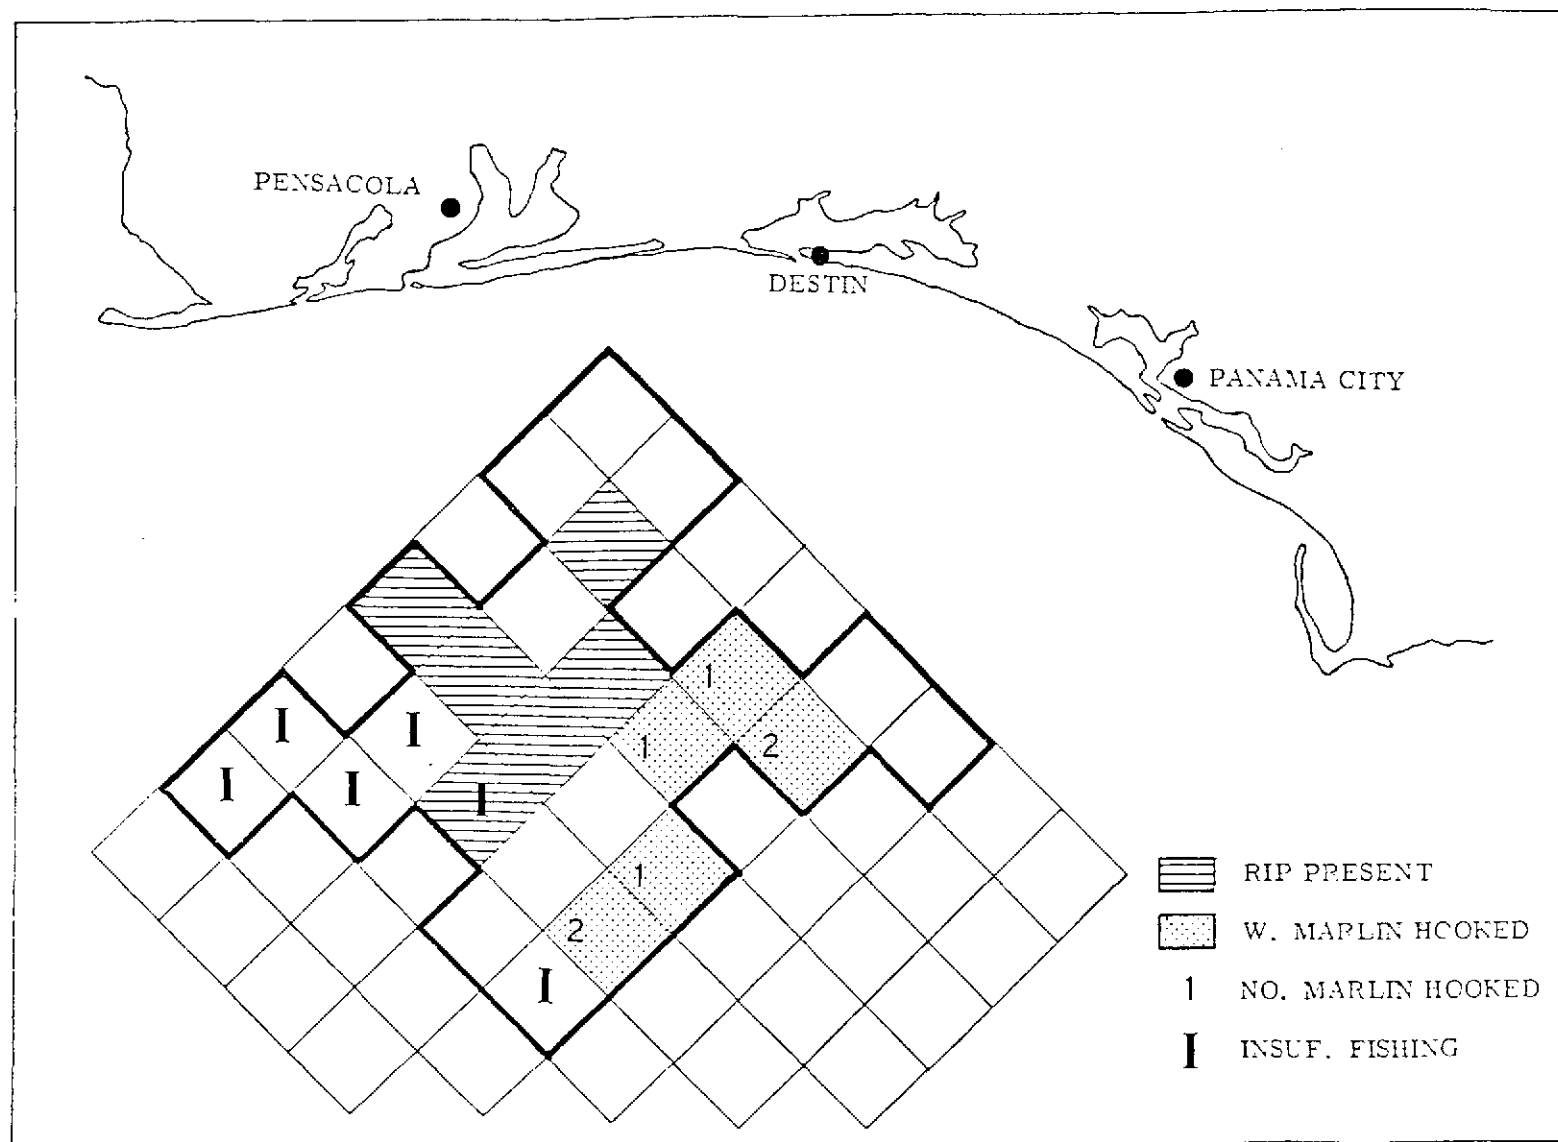 PENSACOLA
DESTIN
PANAMA CITY
1
1
2
I
I
I
I
I
1
2
I
RIP PRESENT
W. MARLIN HOOKED
1 NO. MARLIN HOOKED
I INSUF. FISHING